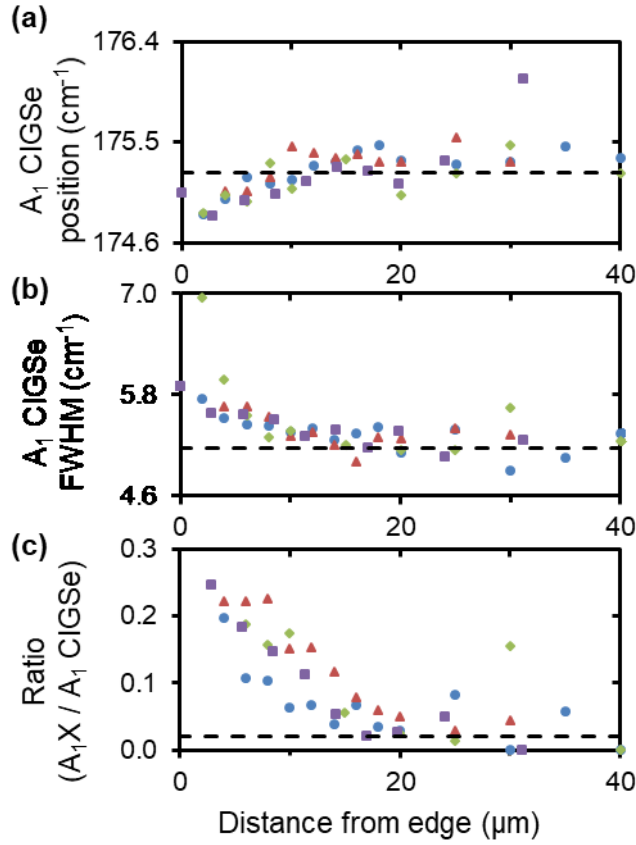 (a)
A₁ CIGSe
position (cm⁻¹)
176.4
175.5
174.6
0
20
40
(b)
A₁ CIGSe
FWHM (cm⁻¹)
7.0
5.8
4.6
0
20
40
(c)
Ratio
(A₁X / A₁ CIGSe)
0.3
0.2
0.1
0.0
0
20
40
Distance from edge (µm)